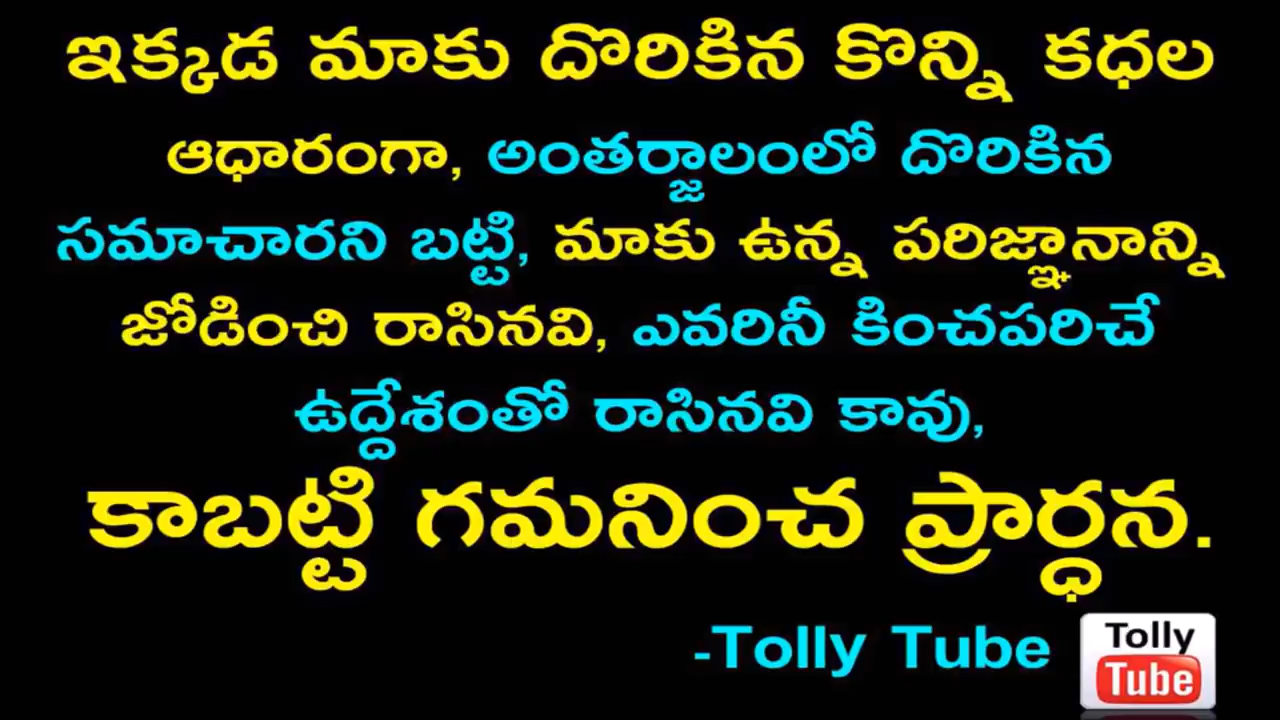 ఇక్కడ మాకు దొరికిన కొన్ని కధల
ఆధారంగా, అంతర్జాలంలో దొరికిన
సమాచారని బట్టి, మాకు ఉన్న పరిజ్ఞానాన్ని
జోడించి రాసినవి, ఎవరినీ కించపరిచే
ఉద్దేశంతో రాసినవి కావు,
కాబట్టి గమనించ ప్రార్ధన.
-Tolly Tube
Tolly
Tube